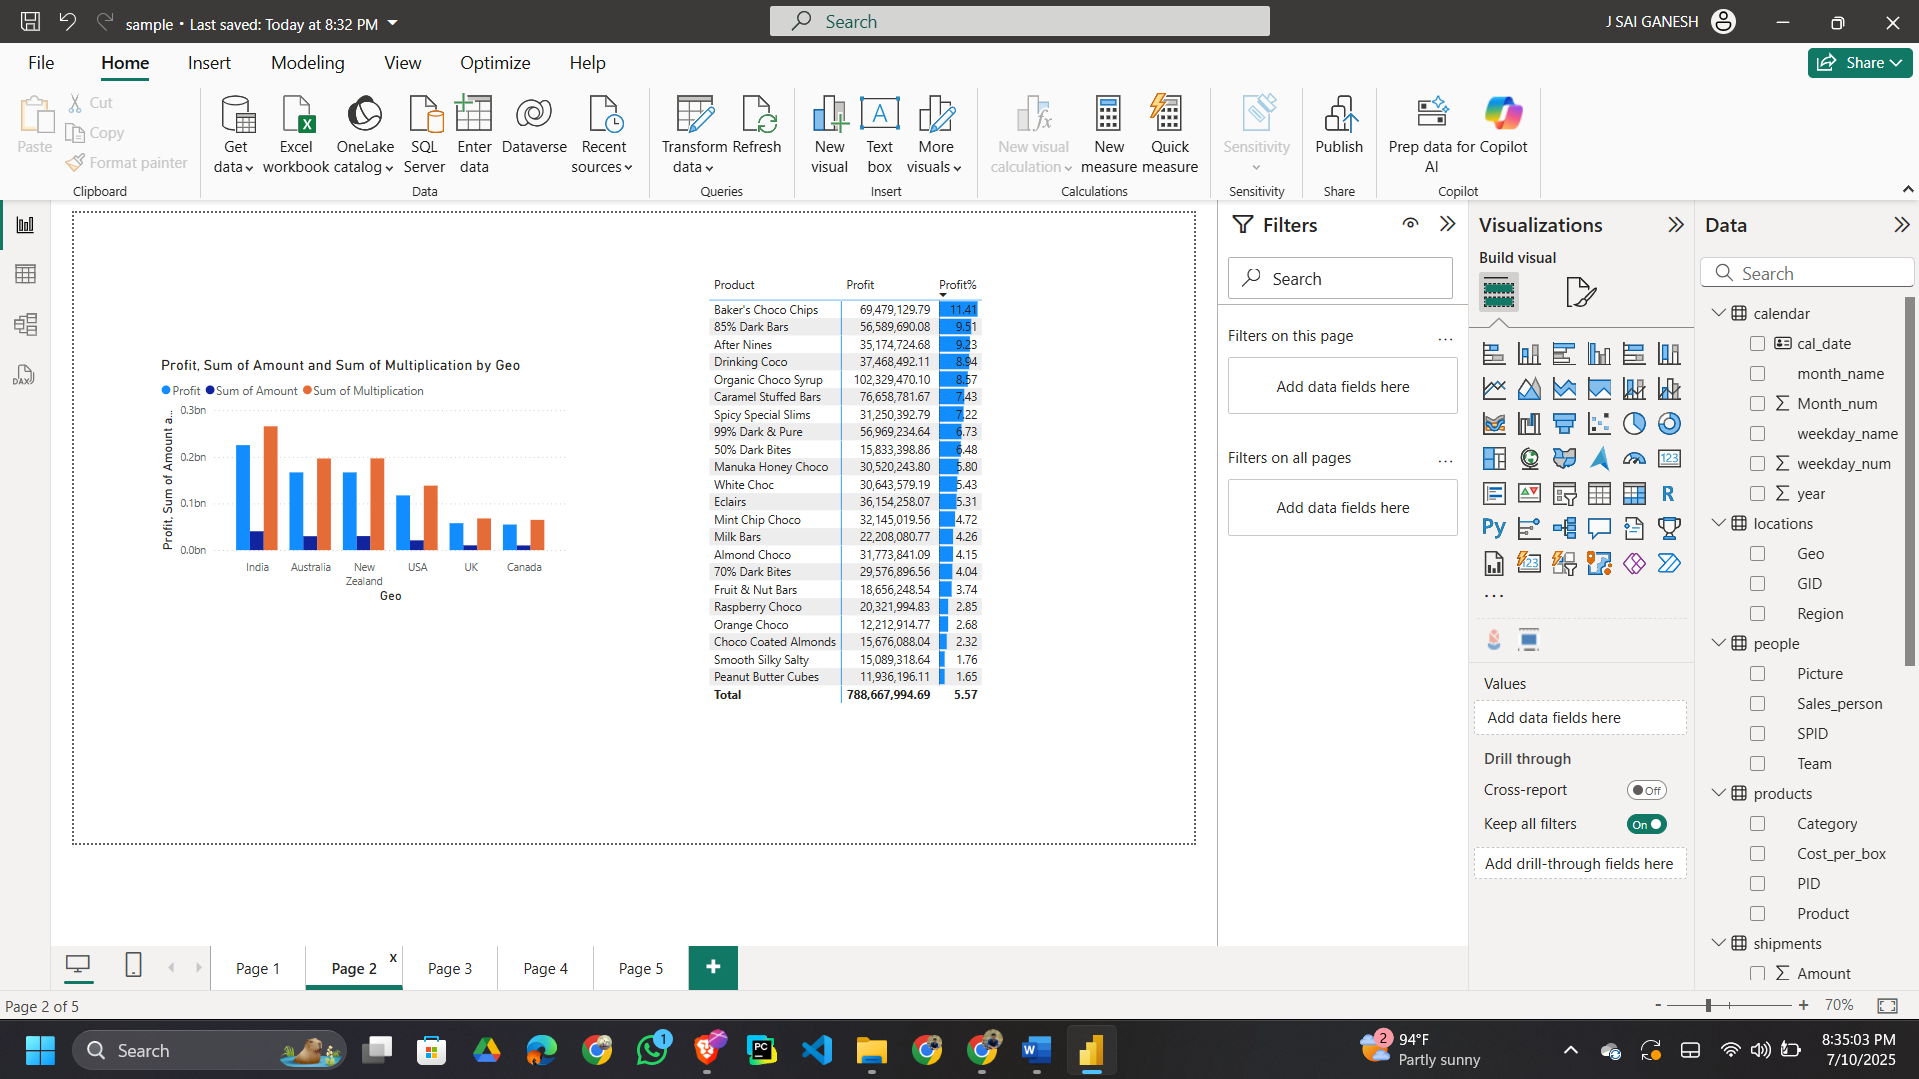 sample • Last saved: Today at 8:32 PM
Search
J SAI GANESH
File Home Insert Modeling View Optimize Help
Share
Paste
Cut
Copy
Format painter
Clipboard
Get data
Excel workbook
OneLake catalog
SQL Server
Enter data
Dataverse
Recent sources
Data
Transform data
Refresh
Queries
New visual
Text box
More visuals
Insert
New visual calculation
New measure
Quick measure
Calculations
Sensitivity
Sensitivity
Publish
Share
Prep data for AI
Copilot
Copilot
Profit, Sum of Amount and Sum of Multiplication by Geo
Profit Sum of Amount Sum of Multiplication
Profit, Sum of Amount a...
0.3bn
0.2bn
0.1bn
0.0bn
India Australia New Zealand USA UK Canada
Geo
Product Profit Profit%
Baker's Choco Chips 69,479,129.79 11.41
85% Dark Bars 56,589,690.08 9.51
After Nines 35,174,724.68 9.23
Drinking Coco 37,468,492.11 8.94
Organic Choco Syrup 102,329,470.10 8.57
Caramel Stuffed Bars 76,658,781.67 7.43
Spicy Special Slims 31,250,392.79 7.22
99% Dark & Pure 56,969,234.64 6.73
50% Dark Bites 15,833,398.86 6.48
Manuka Honey Choco 30,520,243.80 5.80
White Choc 30,643,579.19 5.43
Eclairs 36,154,258.07 5.31
Mint Chip Choco 32,145,019.56 4.72
Milk Bars 22,208,080.77 4.26
Almond Choco 31,773,841.09 4.15
70% Dark Bites 29,576,896.56 4.04
Fruit & Nut Bars 18,656,248.54 3.74
Raspberry Choco 20,321,994.83 2.85
Orange Choco 12,212,914.77 2.68
Choco Coated Almonds 15,676,088.04 2.32
Smooth Silky Salty 15,089,318.64 1.76
Peanut Butter Cubes 11,936,196.11 1.65
Total 788,667,994.69 5.57
Filters
Search
Filters on this page ...
Add data fields here
Filters on all pages ...
Add data fields here
Visualizations
Build visual
123
R
Py
123
...
Values
Add data fields here
Drill through
Cross-report Off
Keep all filters On
Add drill-through fields here
Data
Search
calendar
cal_date
month_name
Σ Month_num
weekday_name
Σ weekday_num
Σ year
locations
Geo
GID
Region
people
Picture
Sales_person
SPID
Team
products
Category
Cost_per_box
PID
Product
shipments
Σ Amount
DAX
Page 1 Page 2 x Page 3 Page 4 Page 5 +
Page 2 of 5
- + 70%
Search
1
PC
W
2
94°F
Partly sunny
8:35:03 PM
7/10/2025